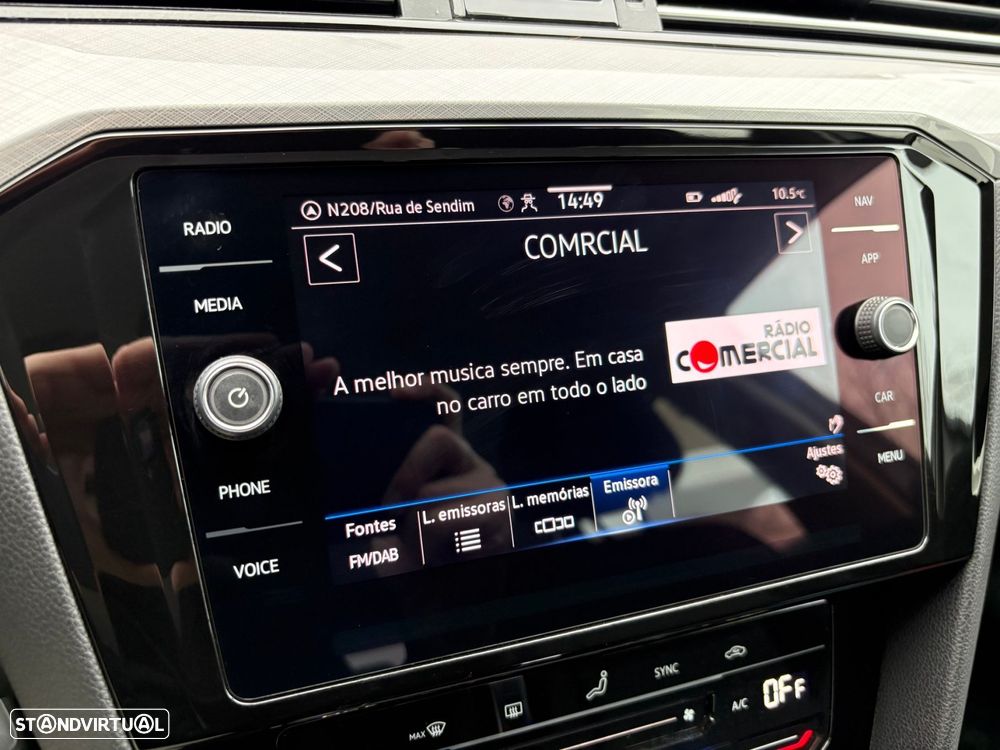 RADIO
MEDIA
PHONE
VOICE
N208/Rua de Sendim
14:49
10.5°C
<
COMRCIAL
>
A melhor musica sempre. Em casa
no carro em todo o lado
RÁDIO
COMERCIAL
Ajustes
Fontes
FM/DAB
L. emissoras
L. memórias
Emissora
NAV
APP
CAR
MENU
MAX
SYNC
A/C
OFF
STANDVIRTUAL